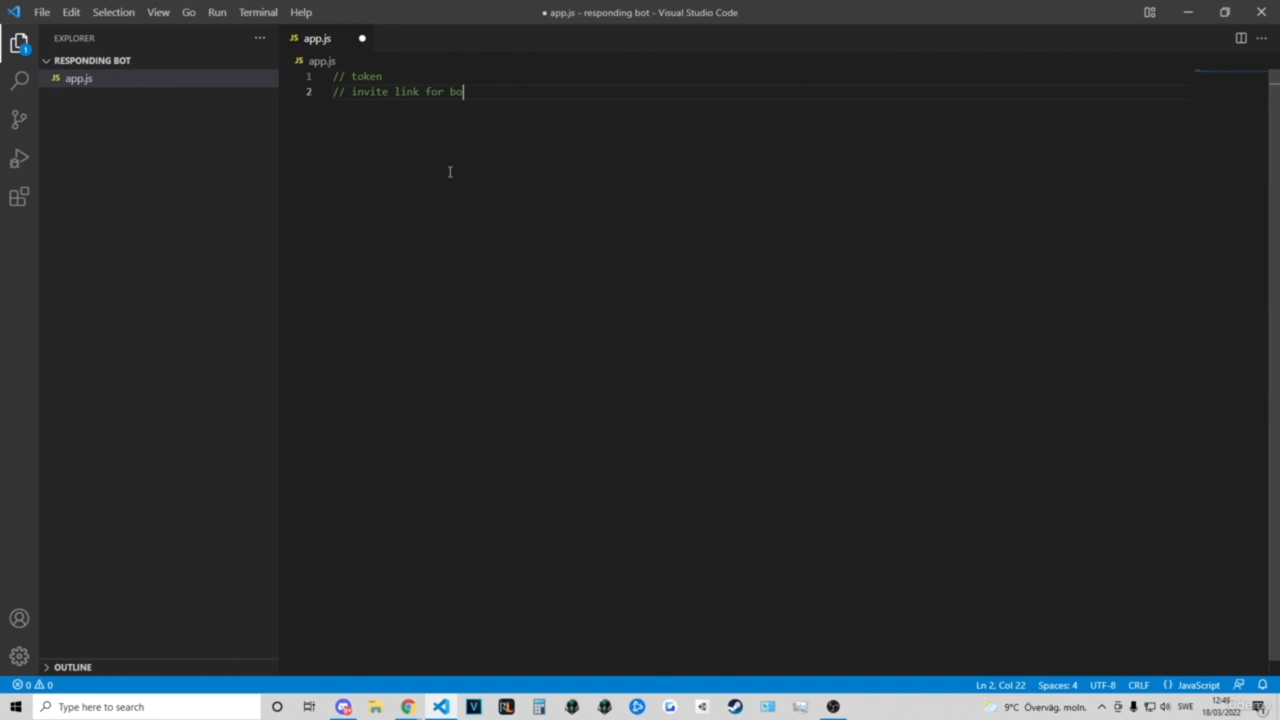 File Edit Selection View Go Run Terminal Help
● app.js - responding bot - Visual Studio Code
EXPLORER
JS app.js ●
RESPONDING BOT
JS app.js
JS app.js
1 // token
2 // invite link for bo
1
OUTLINE
0 0
Ln 2, Col 22 Spaces: 4 UTF-8 CRLF {} JavaScript
Type here to search
9°C Överväg. moln.
SWE
12:49
18/03/2022